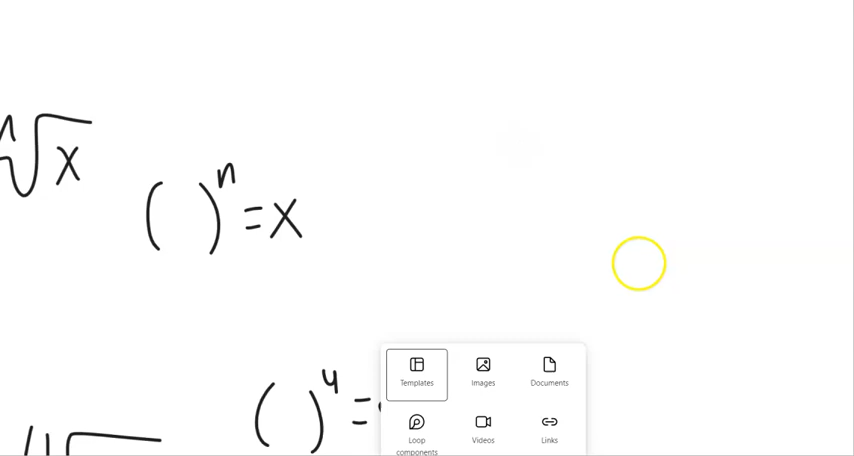 n√x
( )ⁿ = x
( )⁴ =
Templates Images Documents
Loop components Videos Links